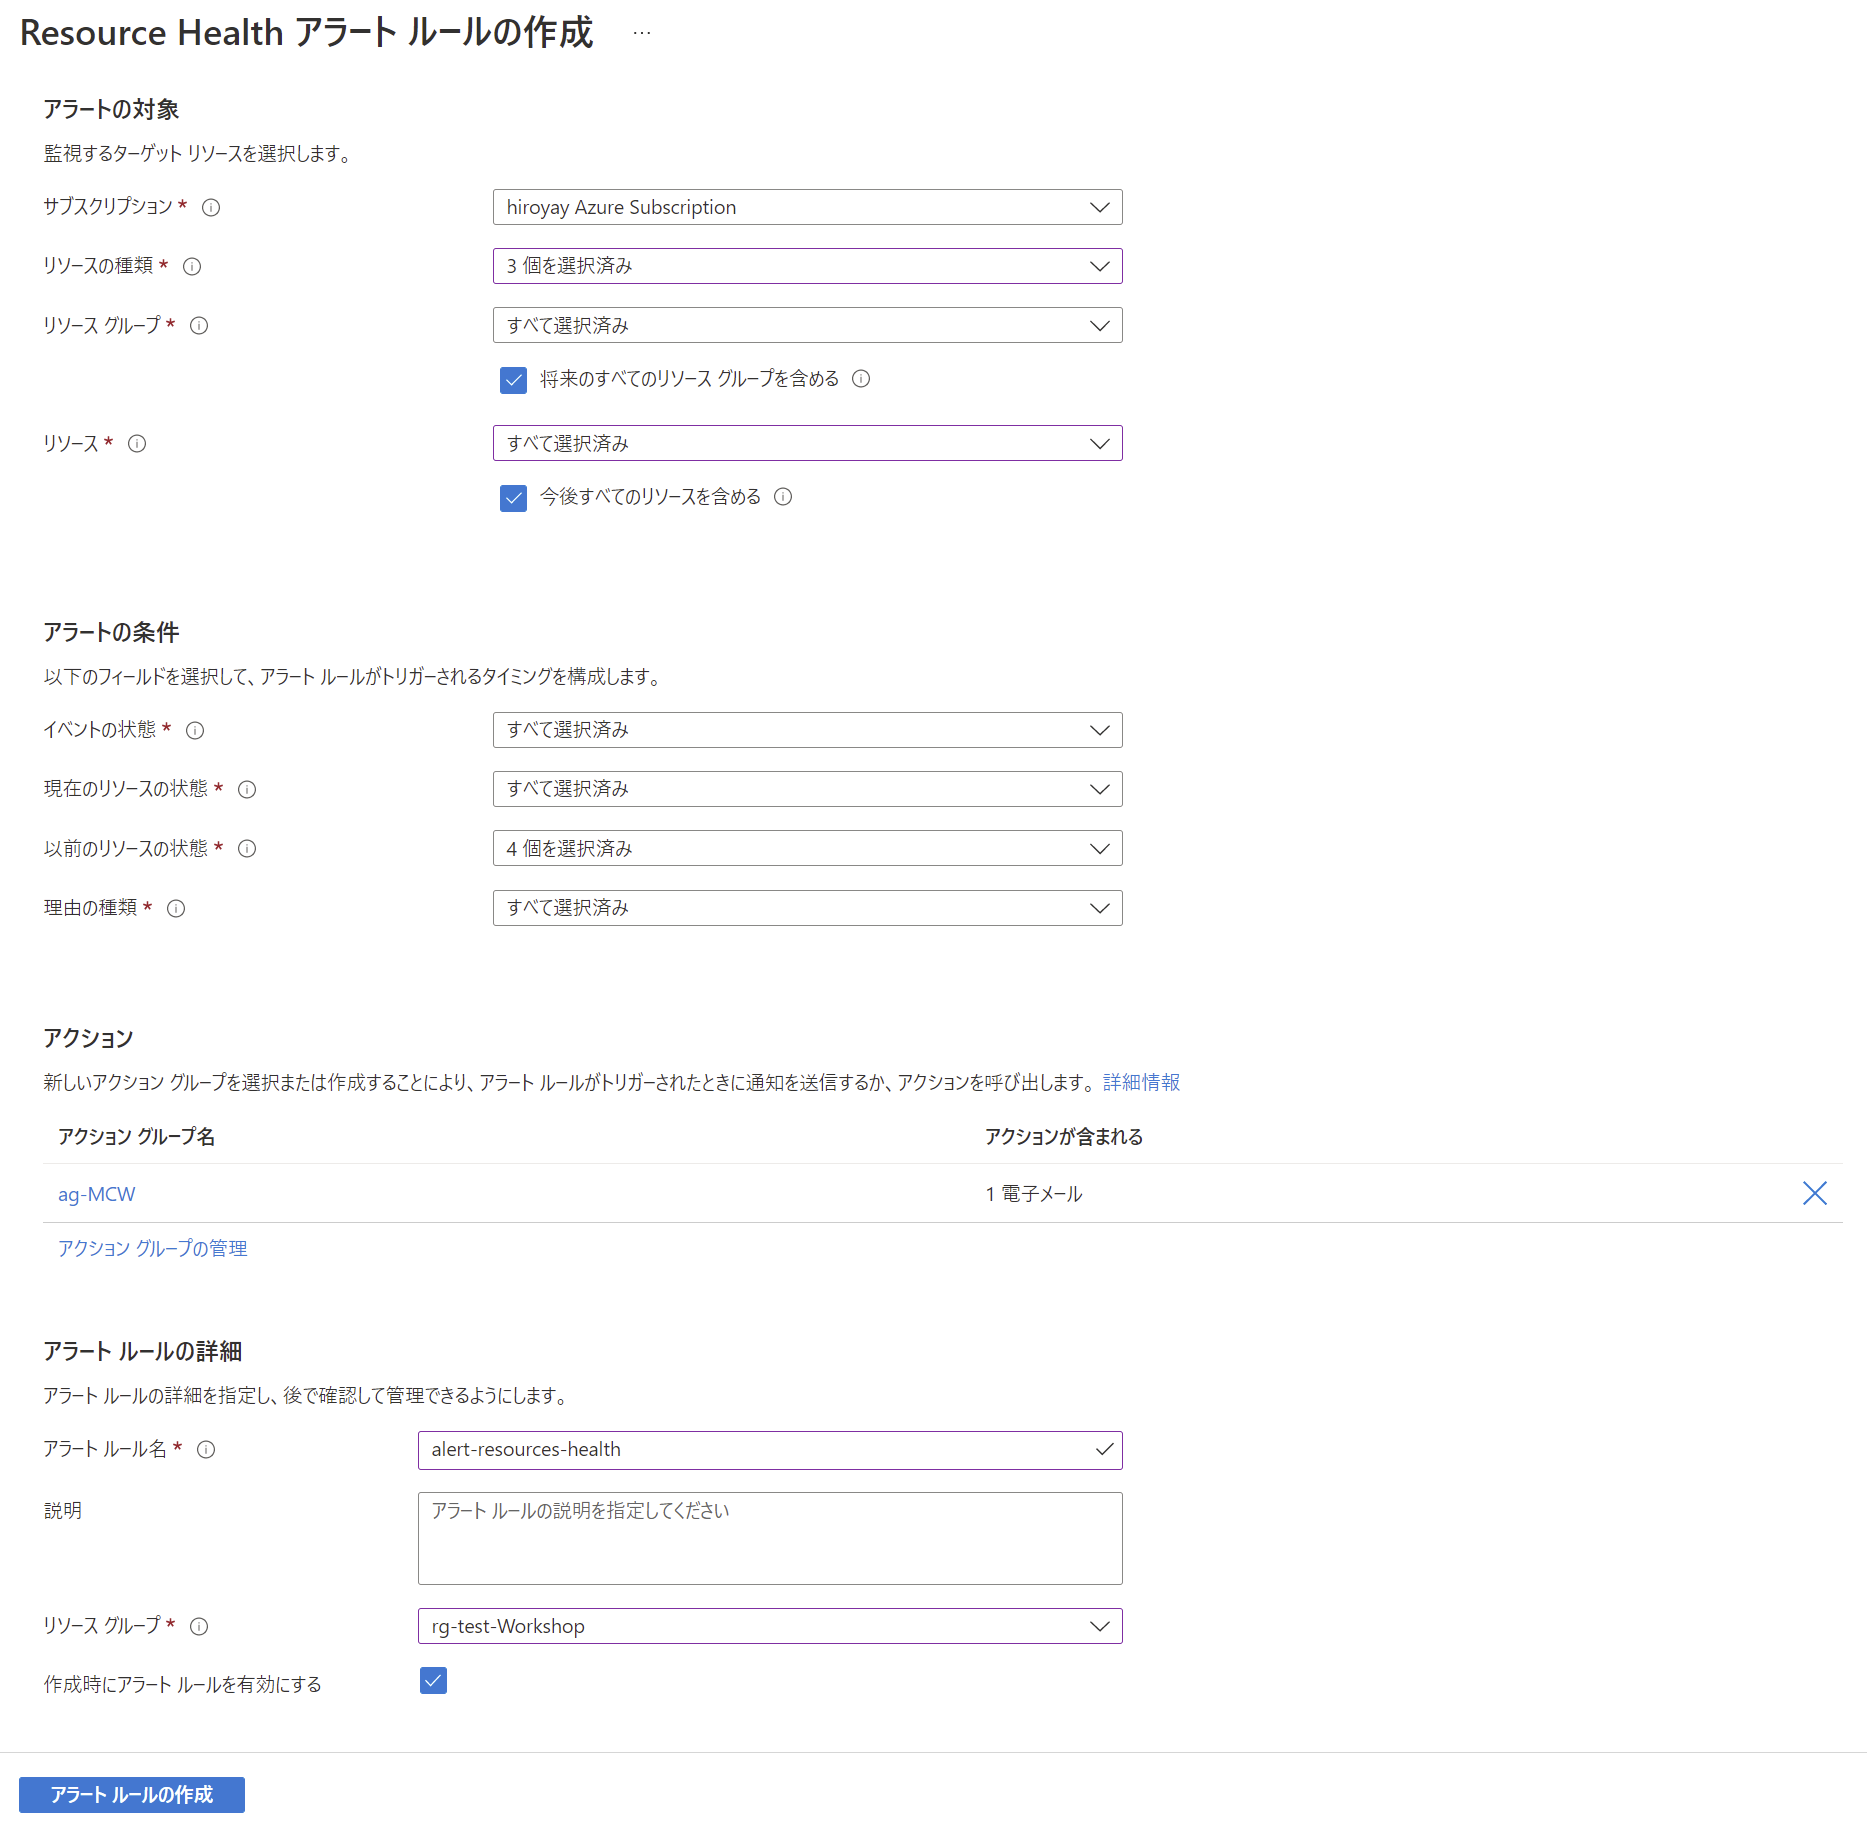 Resource Health アラート ルールの作成 …
アラートの対象
監視するターゲット リソースを選択します。
サブスクリプション *
hiroyay Azure Subscription
リソースの種類 *
3 個を選択済み
リソース グループ *
すべて選択済み
将来のすべてのリソース グループを含める
リソース *
すべて選択済み
今後すべてのリソースを含める
アラートの条件
以下のフィールドを選択して、アラート ルールがトリガーされるタイミングを構成します。
イベントの状態 *
すべて選択済み
現在のリソースの状態 *
すべて選択済み
以前のリソースの状態 *
4 個を選択済み
理由の種類 *
すべて選択済み
アクション
新しいアクション グループを選択または作成することにより、アラート ルールがトリガーされたときに通知を送信するか、アクションを呼び出します。 詳細情報
アクション グループ名 アクションが含まれる
ag-MCW 1 電子メール
アクション グループの管理
アラート ルールの詳細
アラート ルールの詳細を指定し、後で確認して管理できるようにします。
アラート ルール名 *
alert-resources-health
説明
アラート ルールの説明を指定してください
リソース グループ *
rg-test-Workshop
作成時にアラート ルールを有効にする
アラート ルールの作成